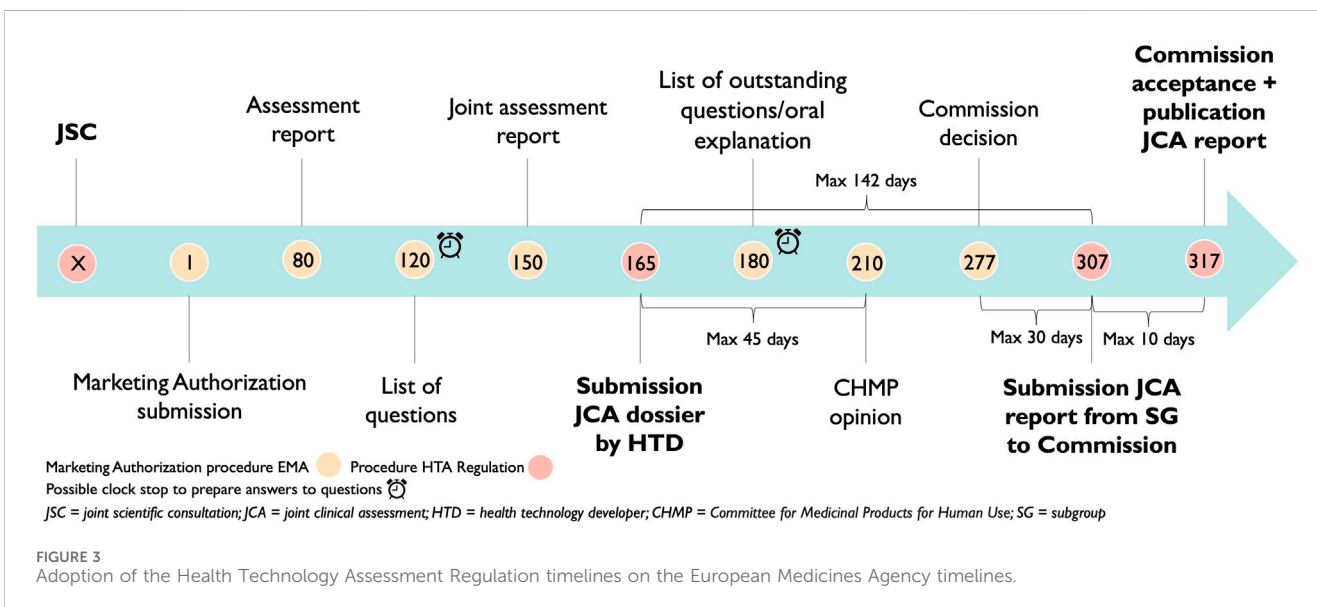 JSC
Assessment
report
Joint assessment
report
List of outstanding
questions/oral
explanation
Commission
decision
Commission
acceptance +
publication
JCA report
Max 142 days
X
1
80
120
150
165
180
210
277
307
317
Max 45 days
Max 30 days
Max 10 days
Marketing Authorization
submission
List of
questions
Submission
JCA dossier
by HTD
CHMP
opinion
Submission JCA
report from SG
to Commission
Marketing Authorization procedure EMA
Procedure HTA Regulation
Possible clock stop to prepare answers to questions
JSC = joint scientific consultation; JCA = joint clinical assessment; HTD = health technology developer; CHMP = Committee for Medicinal Products for Human Use; SG = subgroup
FIGURE 3
Adoption of the Health Technology Assessment Regulation timelines on the European Medicines Agency timelines.